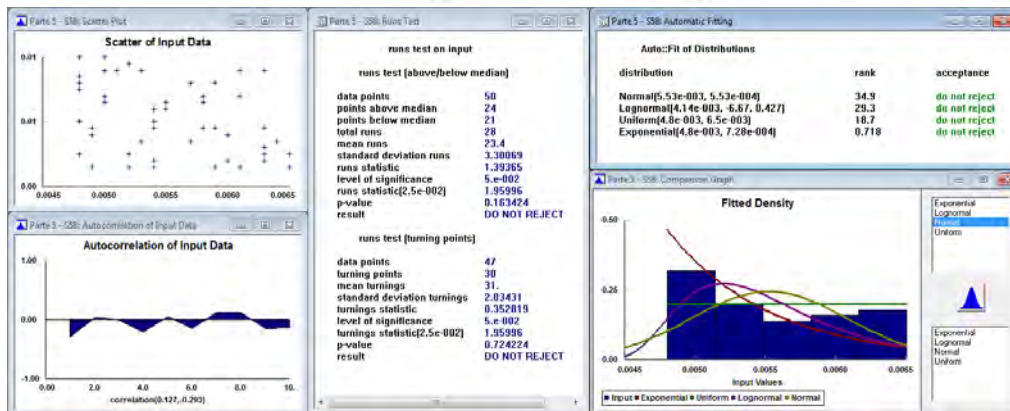 Parte 5 - S5B: Scatter Plot
Scatter of Input Data
0.01
0.01
0.00
0.0045 0.0050 0.0055 0.0060 0.0065
Parte 5 - S5B: Autocorrelation of Input Data
Autocorrelation of Input Data
1.00
0.00
-1.00
0.00 2.0 4.0 6.0 8.0 10.
correlation(0.127,-0.293)
Parte 5 - S5B: Runs Test
runs test on input
runs test (above/below median)
data points 50
points above median 24
points below median 21
total runs 28
mean runs 23.4
standard deviation runs 3.30069
runs statistic 1.39365
level of significance 5.e-002
runs statistic(2.5e-002) 1.95996
p-value 0.163424
result DO NOT REJECT
runs test (turning points)
data points 47
turning points 30
mean turnings 31.
standard deviation turnings 2.83431
turnings statistic 0.352819
level of significance 5.e-002
turnings statistic(2.5e-002) 1.95996
p-value 0.724224
result DO NOT REJECT
Parte 5 - S5B: Automatic Fitting
Auto::Fit of Distributions
distribution rank acceptance
Normal(5.53e-003, 5.53e-004) 34.9 do not reject
Lognormal(4.14e-003, -6.67, 0.427) 29.3 do not reject
Uniform(4.8e-003, 6.5e-003) 18.7 do not reject
Exponential(4.8e-003, 7.28e-004) 0.718 do not reject
Parte 5 - S5B: Comparison Graph
Fitted Density
0.50
0.25
0.00
0.0045 0.0050 0.0055 0.0060 0.0065
Input Values
Input Exponential Uniform Lognormal Normal
Exponential
Lognormal
Normal
Uniform
Exponential
Lognormal
Normal
Uniform